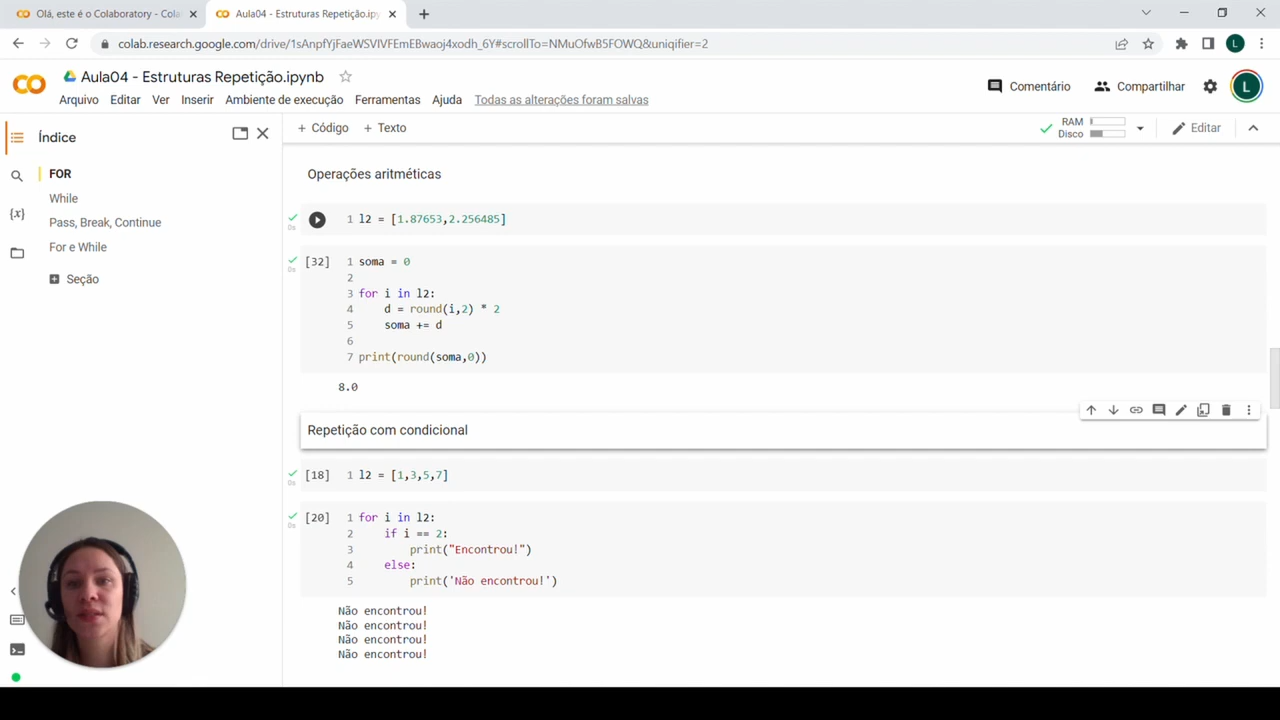 Olá, este é o Colaboratory - Cola
Aula04 - Estruturas Repetição.ipy
colab.research.google.com/drive/1sAnpfYjFaeWSVIVFEmEBwaoj4xodh_6Y#scrollTo=NMuOfwB5FOWQ&uniqifier=2
L
Aula04 - Estruturas Repetição.ipynb
Comentário
Compartilhar
L
Arquivo Editar Ver Inserir Ambiente de execução Ferramentas Ajuda Todas as alterações foram salvas
Índice
+ Código + Texto
RAM
Disco
Editar
FOR
While
Pass, Break, Continue
For e While
Seção
{x}
Operações aritméticas
0s
1 l2 = [1.87653,2.256485]
0s
[32]
1 soma = 0
2
3 for i in l2:
4 d = round(i,2) * 2
5 soma += d
6
7 print(round(soma,0))
8.0
Repetição com condicional
0s
[18] 1 l2 = [1,3,5,7]
0s
[20] 1 for i in l2:
2 if i == 2:
3 print("Encontrou!")
4 else:
5 print('Não encontrou!')
Não encontrou!
Não encontrou!
Não encontrou!
Não encontrou!